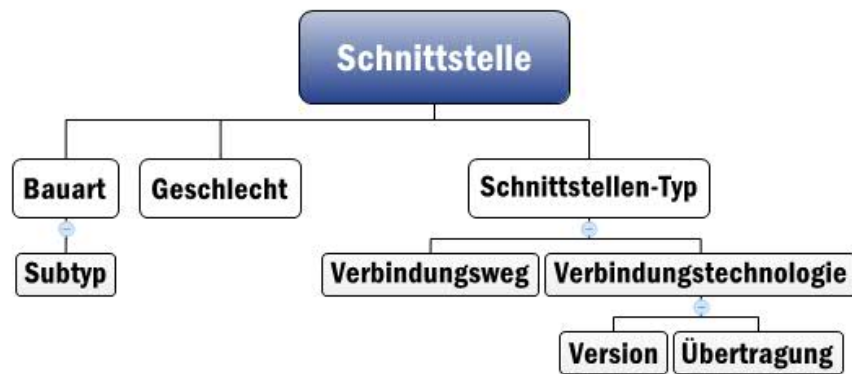 Schnittstelle
Bauart
Geschlecht
Schnittstellen-Typ
Subtyp
Verbindungsweg
Verbindungstechnologie
Version
Übertragung